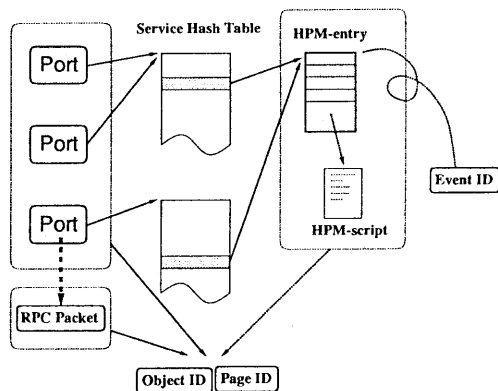 Service Hash Table
HPM-entry
Port
Port
Port
Event ID
HPM-script
RPC Packet
Object ID
Page ID